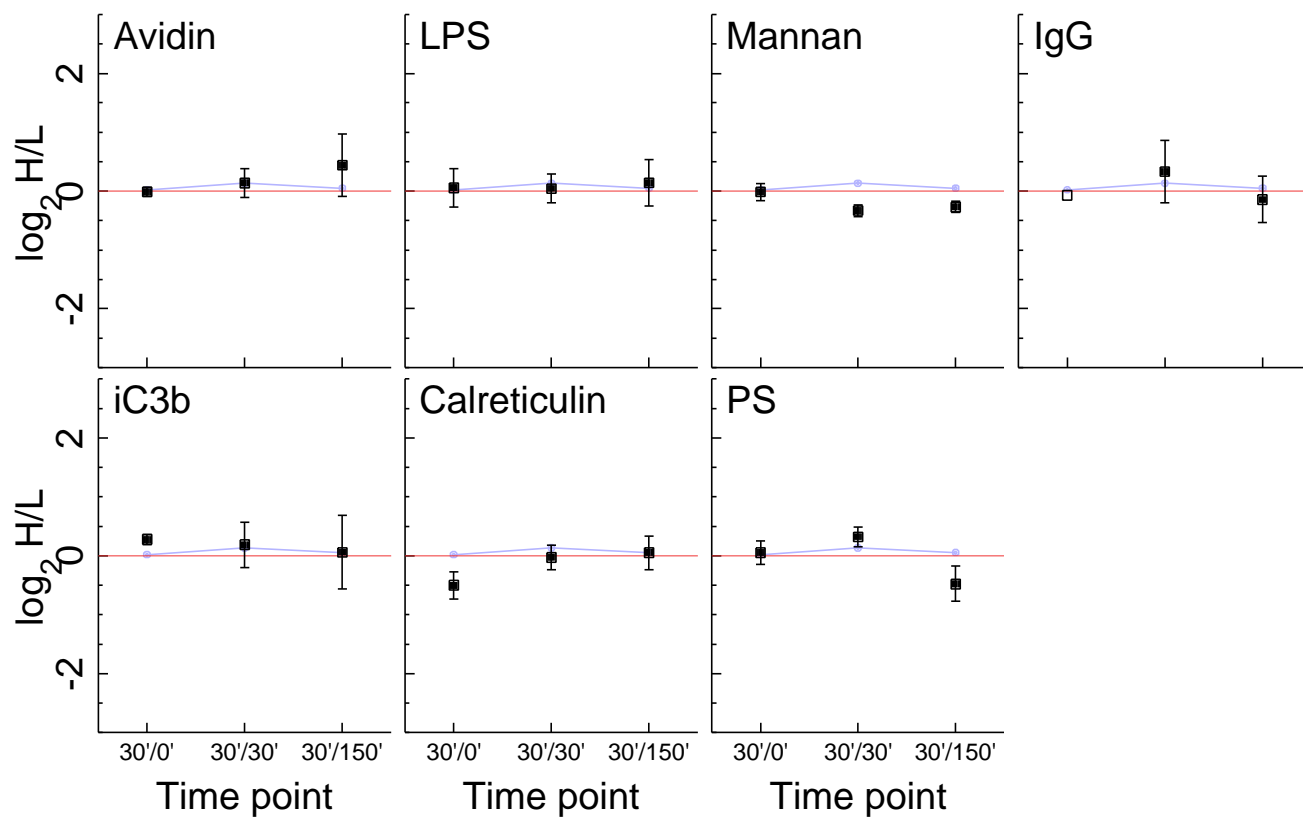 Avidin
LPS
Mannan
IgG
log2 H/L
2
0
-2
iC3b
Calreticulin
PS
log2 H/L
2
0
-2
30'/0' 30'/30' 30'/150'
30'/0' 30'/30' 30'/150'
30'/0' 30'/30' 30'/150'
Time point
Time point
Time point